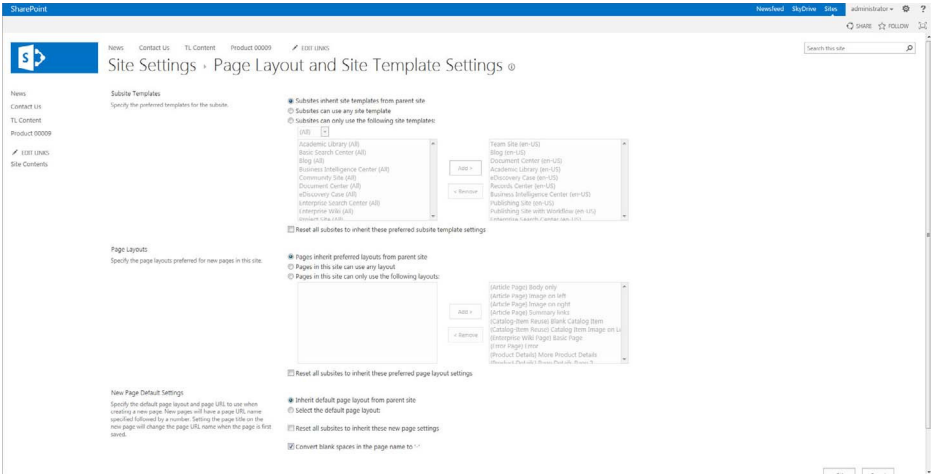 SharePoint
Newsfeed SkyDrive Sites administrator ?
SHARE FOLLOW
S
News Contact Us TL Content Product 00009 EDIT LINKS
Search this site
Site Settings › Page Layout and Site Template Settings
News
Contact Us
TL Content
Product 00009
EDIT LINKS
Site Contents
Subsite Templates
Specify the preferred templates for the subsite.
Subsites inherit site templates from parent site
Subsites can use any site template
Subsites can only use the following site templates:
(All)
Academic Library (All)
Basic Search Center (All)
Blog (All)
Business Intelligence Center (All)
Community Site (All)
Document Center (All)
eDiscovery Case (All)
Enterprise Search Center (All)
Enterprise Wiki (All)
Project Site (All)
Add >
< Remove
Team Site (en-US)
Blog (en-US)
Document Center (en-US)
Academic Library (en-US)
eDiscovery Case (en-US)
Records Center (en-US)
Business Intelligence Center (en-US)
Publishing Site (en-US)
Publishing Site with Workflow (en-US)
Enterprise Search Center (en-US)
Reset all subsites to inherit these preferred subsite template settings
Page Layouts
Specify the page layouts preferred for new pages in this site.
Pages inherit preferred layouts from parent site
Pages in this site can use any layout
Pages in this site can only use the following layouts:
Add >
< Remove
(Article Page) Body only
(Article Page) Image on left
(Article Page) Image on right
(Article Page) Summary links
(Catalog-Item Reuse) Blank Catalog Item
(Catalog-Item Reuse) Catalog Item Image on Le
(Enterprise Wiki Page) Basic Page
(Error Page) Error
(Product Details) More Product Details
Reset all subsites to inherit these preferred page layout settings
New Page Default Settings
Specify the default page layout and page URL to use when
creating a new page. New pages will have a page URL name
specified followed by a number. Setting the page title on the
new page will change the page URL name when the page is first
saved.
Inherit default page layout from parent site
Select the default page layout:
Reset all subsites to inherit these new page settings
Convert blank spaces in the page name to '-'